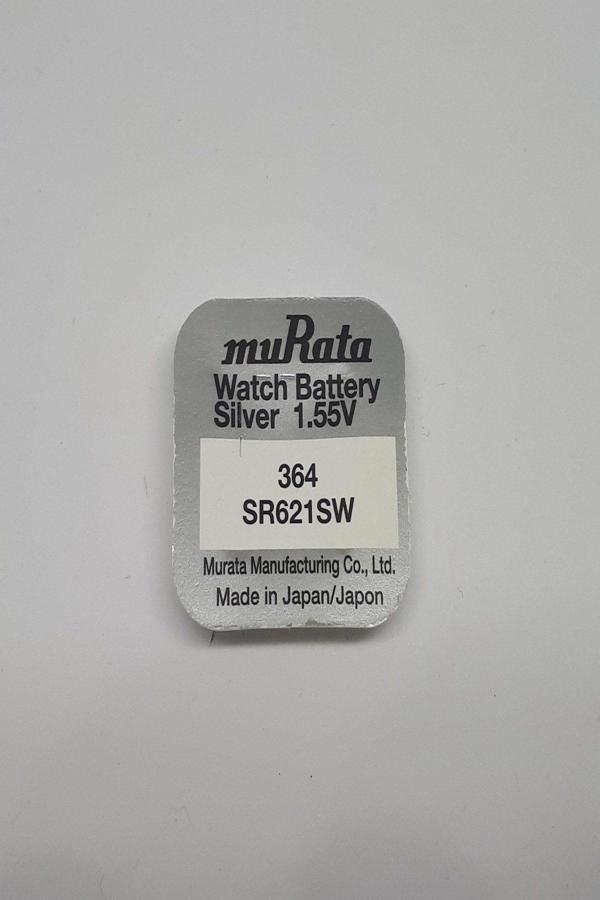 muRata
Watch Battery
Silver 1.55V
364
SR621SW
Murata Manufacturing Co., Ltd.
Made in Japan/Japon